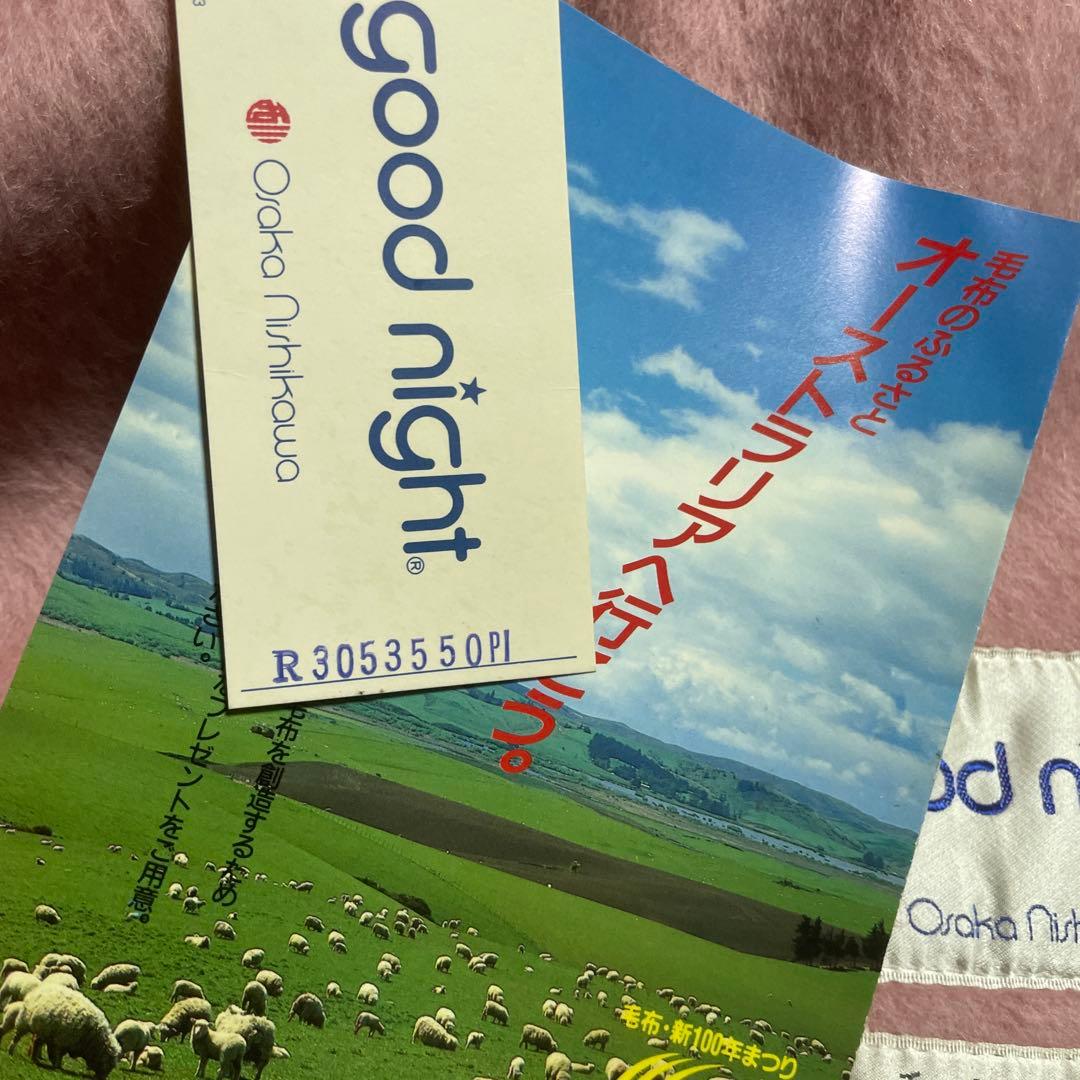 good night®
西川
Osaka Nishikawa
R3053550PI
毛布のふるさと
オーストラリアへ行こう。
布を創造するため
プレゼントをご用意。
毛布・新100年まつり
od n
Osaka Nish